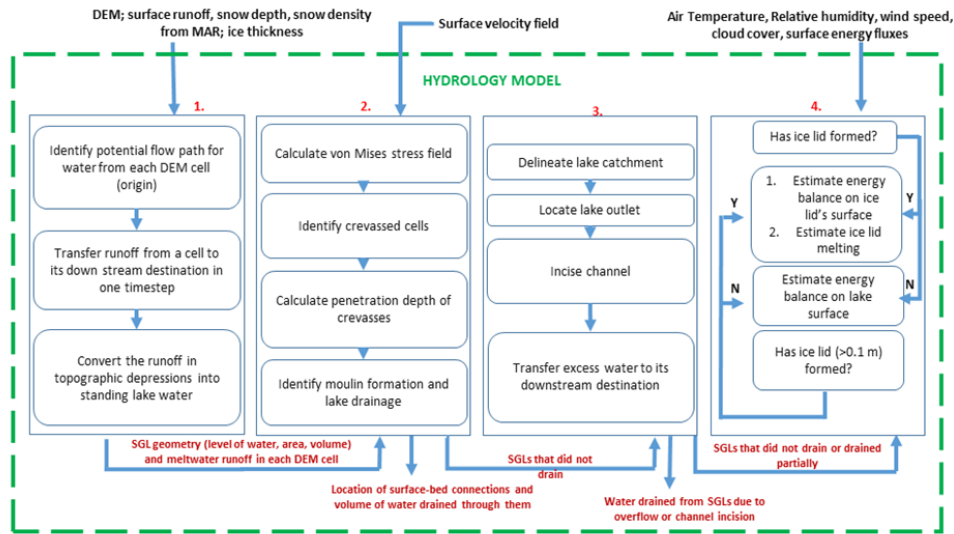 DEM; surface runoff, snow depth, snow density
from MAR; ice thickness
Surface velocity field
Air Temperature, Relative humidity, wind speed,
cloud cover, surface energy fluxes
HYDROLOGY MODEL
1.
Identify potential flow path for
water from each DEM cell
(origin)
Transfer runoff from a cell to
its down stream destination in
one timestep
Convert the runoff in
topographic depressions into
standing lake water
2.
Calculate von Mises stress field
Identify crevassed cells
Calculate penetration depth of
crevasses
Identify moulin formation and
lake drainage
3.
Delineate lake catchment
Locate lake outlet
Incise channel
Transfer excess water to its
downstream destination
4.
Has ice lid formed?
1. Estimate energy
balance on ice
lid's surface
2. Estimate ice lid
melting
Y
Y
Estimate energy
balance on lake
surface
N
N
Has ice lid (>0.1 m)
formed?
SGL geometry (level of water, area, volume)
and meltwater runoff in each DEM cell
SGLs that did not
drain
SGLs that did not drain or drained
partially
Location of surface-bed connections and
volume of water drained through them
Water drained from SGLs due to
overflow or channel incision